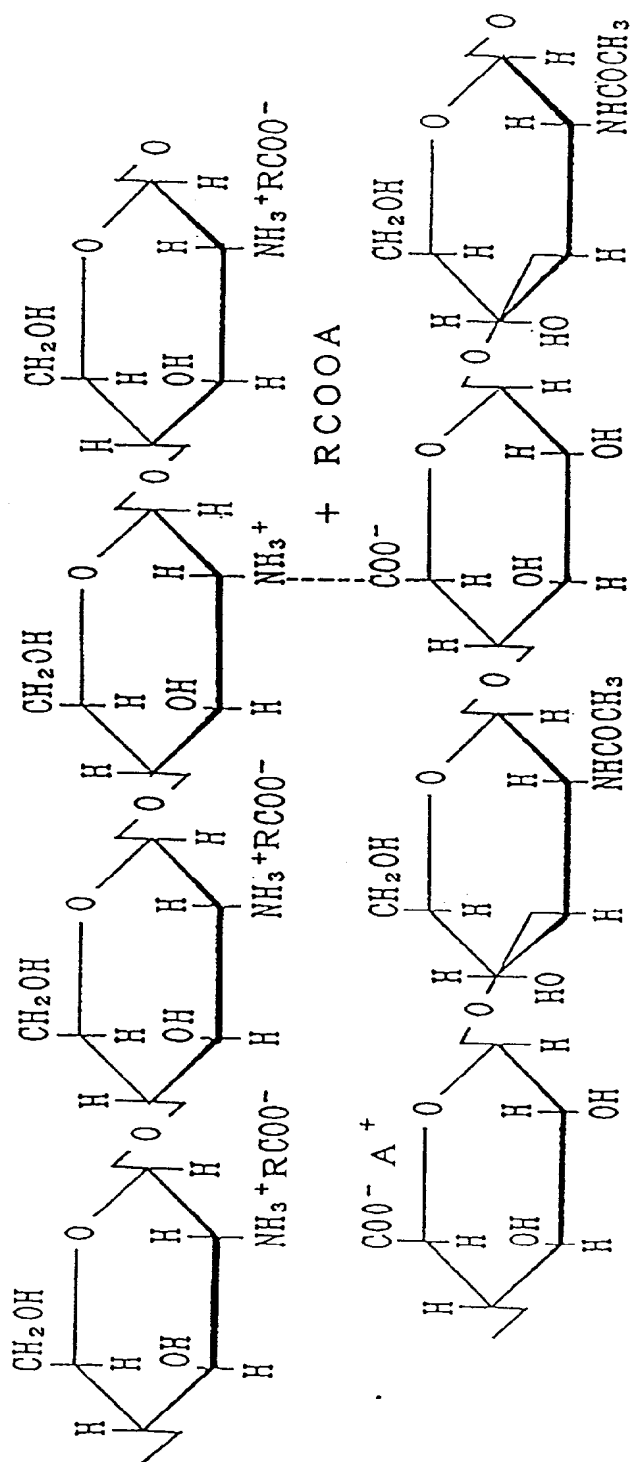 CH₂OH CH₂OH CH₂OH CH₂OH
O O O O
H H H H H H H H
O O O O
OH H H OH H H OH H H OH H H
H NH₃⁺RCOO⁻ H NH₃⁺RCOO⁻ H NH₃⁺ H NH₃⁺RCOO⁻
+ RCOOA
COO⁻ A⁺ CH₂OH COO⁻ CH₂OH
O O O O
H H H H H H H H
O O O O
OH H H HO H H OH H H HO H H
H OH H NHCOCH₃ H OH H NHCOCH₃